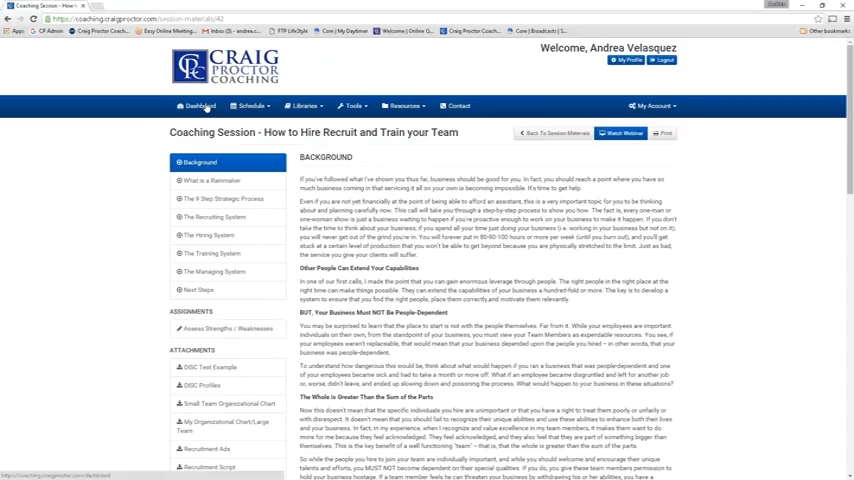 Craig Proctor Coaching
https://coaching.craigproctor.com/session-materials/42
Apps
CP Admin
Craig Proctor Coach...
Easy Online Meeting...
Inbox (3) - andrea.c...
FTP LifeStyle
Core | My Daytimer
Welcome | Online Q...
Craig Proctor Coach...
Core | Broadcasts | S...
Other bookmarks
CRAIG
PROCTOR
COACHING
Welcome, Andrea Velasquez
My Profile
Logout
Dashboard
Schedule
Libraries
Tools
Resources
Contact
My Account
Coaching Session - How to Hire Recruit and Train your Team
Back To Session Materials
Watch Webinar
Print
Background
What is a Rainmaker
The 9 Step Strategic Process
The Recruiting System
The Hiring System
The Training System
The Managing System
Next Steps
ASSIGNMENTS
Assess Strengths / Weaknesses
ATTACHMENTS
DISC Test Example
DISC Profiles
Small Team Organizational Chart
My Organizational Chart/Large
Team
Recruitment Ads
Recruitment Script
BACKGROUND
If you've followed what I've shown you thus far, business should be good for you. In fact, you should reach a point where you have so
much business coming in that servicing it all on your own is becoming impossible. It's time to get help.
Even if you are not yet financially at the point of being able to afford an assistant, this is a very important topic for you to be thinking
about and planning carefully now. This call will take you through a step-by-step process to show you how. The fact is, every one-man or
one-woman show is just a business waiting to happen if you're proactive enough to work on your business to make it happen. If you don't
take the time to think about your business; if you spend all your time just doing your business (i.e. working in your business but not on it);
you will never get out of the grind you're in. You will forever put in 80-90-100 hours or more per week (until you burn out), and you'll get
stuck at a certain level of production that you won't be able to get beyond because you are physically stretched to the limit. Just as bad,
the service you give your clients will suffer.
Other People Can Extend Your Capabilities
In one of our first calls, I made the point that you can gain enormous leverage through people. The right people in the right place at the
right time can make things possible. They can extend the capabilities of your business a hundred-fold or more. The key is to develop a
system to ensure that you find the right people, place them correctly,and motivate them relevantly.
BUT, Your Business Must NOT Be People-Dependent
You may be surprised to learn that the place to start is not with the people themselves. Far from it. While your employees are important
individuals on their own, from the standpoint of your business, you must view your Team Members as expendable resources. You see, if
your employees weren't replaceable, that would mean that your business depended upon the people you hired – in other words, that your
business was people-dependent.
To understand how dangerous this would be, think about what would happen if you ran a business that was people-dependent and one
of your employees became sick and had to take a month or more off. What if an employee became disgruntled and left for another job
or, worse, didn't leave, and ended up slowing down and poisoning the process. What would happen to your business in these situations?
The Whole is Greater Than the Sum of the Parts
Now this doesn't mean that the specific individuals you hire are unimportant or that you have a right to treat them poorly or unfairly or
with disrespect. It doesn't mean that you should fail to recognize their unique abilities and use these abilities to enhance both their lives
and your business. In fact, in my experience, when I recognize and value excellence in my team members, it makes them want to do
more for me because they feel acknowledged. They feel acknowledged, and they also feel that they are part of something bigger than
themselves. This is the key benefit of a well functioning "team" – that is, that the whole is greater than the sum of the parts.
So while the people you hire to join your team are individually important, and while you should welcome and encourage their unique
talents and efforts, you MUST NOT become dependent on their special qualities. If you do, you give these team members permission to
hold your business hostage. If a team member feels he can threaten your business by withdrawing his or her abilities, you have a
https://coaching.craigproctor.com/dashboard